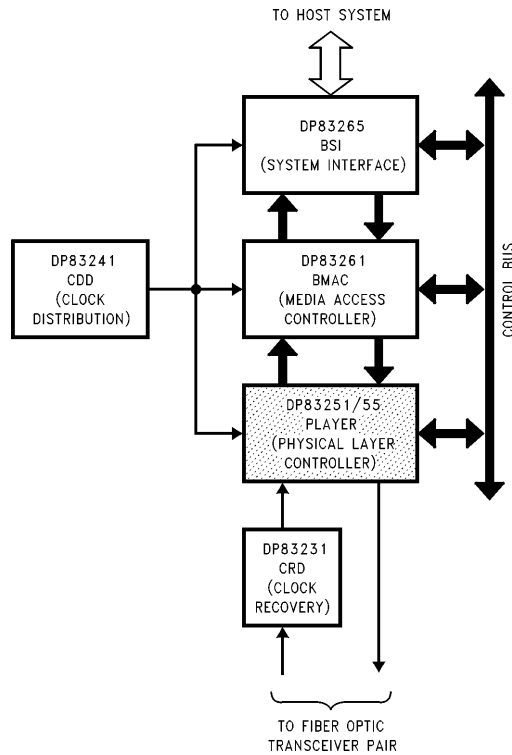 TO HOST SYSTEM
DP83265
BSI
(SYSTEM INTERFACE)
DP83241
CDD
(CLOCK
DISTRIBUTION)
DP83261
BMAC
(MEDIA ACCESS
CONTROLLER)
CONTROL BUS
DP83251/55
PLAYER
(PHYSICAL LAYER
CONTROLLER)
DP83231
CRD
(CLOCK
RECOVERY)
TO FIBER OPTIC
TRANSCEIVER PAIR